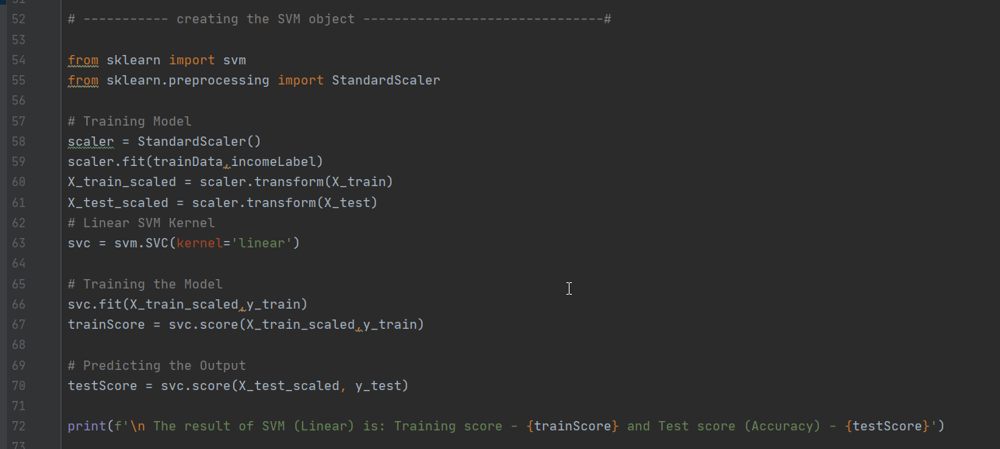 51
52 # ----------- creating the SVM object -------------------------------#
53
54 from sklearn import svm
55 from sklearn.preprocessing import StandardScaler
56
57 # Training Model
58 scaler = StandardScaler()
59 scaler.fit(trainData,incomeLabel)
60 X_train_scaled = scaler.transform(X_train)
61 X_test_scaled = scaler.transform(X_test)
62 # Linear SVM Kernel
63 svc = svm.SVC(kernel='linear')
64
65 # Training the Model
66 svc.fit(X_train_scaled,y_train)
67 trainScore = svc.score(X_train_scaled,y_train)
68
69 # Predicting the Output
70 testScore = svc.score(X_test_scaled, y_test)
71
72 print(f'\n The result of SVM (Linear) is: Training score - {trainScore} and Test score (Accuracy) - {testScore}')
73